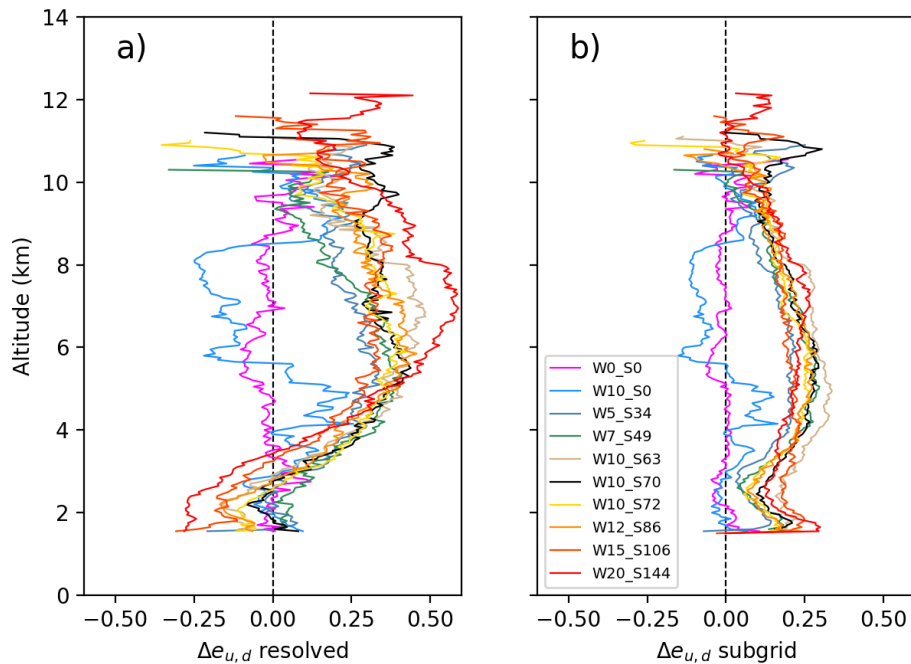 a)
b)
14
12
10
8
6
4
2
0
Altitude (km)
−0.50 −0.25 0.00 0.25 0.50
−0.50 −0.25 0.00 0.25 0.50
Δe_{u, d} resolved
Δe_{u, d} subgrid
W0_S0
W10_S0
W5_S34
W7_S49
W10_S63
W10_S70
W10_S72
W12_S86
W15_S106
W20_S144